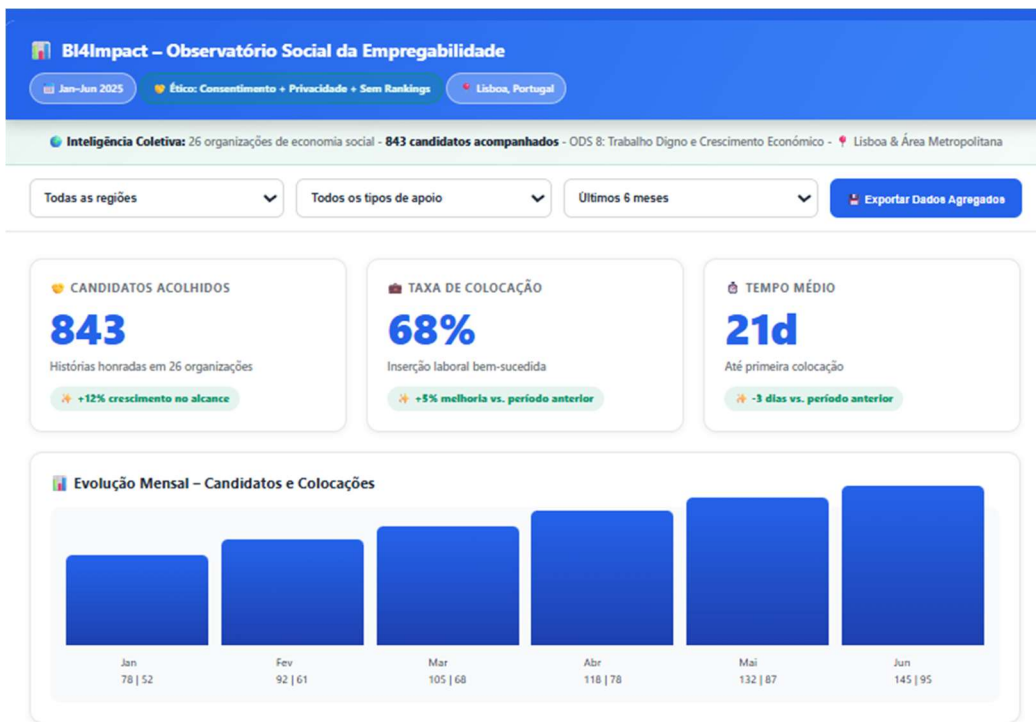 BI4Impact – Observatório Social da Empregabilidade
Jan–Jun 2025
Ético: Consentimento + Privacidade + Sem Rankings
Lisboa, Portugal
Inteligência Coletiva: 26 organizações de economia social - 843 candidatos acompanhados - ODS 8: Trabalho Digno e Crescimento Económico - Lisboa & Área Metropolitana
Todas as regiões
Todos os tipos de apoio
Últimos 6 meses
Exportar Dados Agregados
CANDIDATOS ACOLHIDOS
843
Histórias honradas em 26 organizações
+12% crescimento no alcance
TAXA DE COLOCAÇÃO
68%
Inserção laboral bem-sucedida
+5% melhoria vs. período anterior
TEMPO MÉDIO
21d
Até primeira colocação
-3 dias vs. período anterior
Evolução Mensal – Candidatos e Colocações
Jan
78 | 52
Fev
92 | 61
Mar
105 | 68
Abr
118 | 78
Mai
132 | 87
Jun
145 | 95